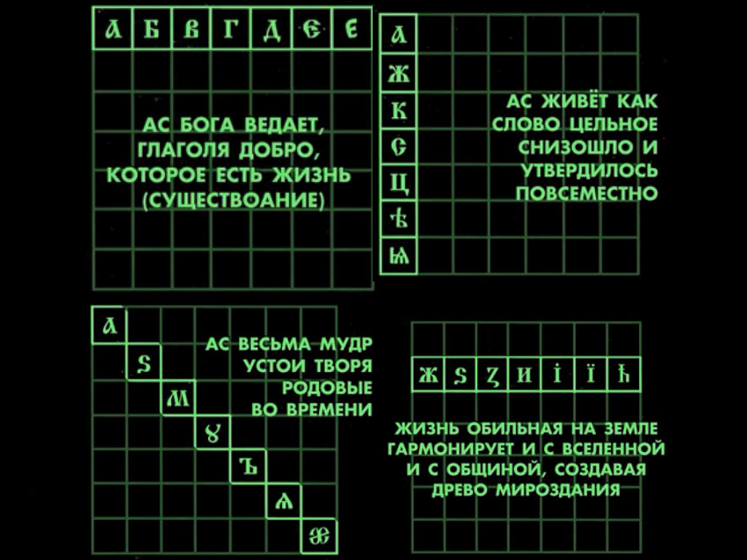 А Б В Г Д Е Є
АС БОГА ВЕДАЕТ,
ГЛАГОЛЯ ДОБРО,
КОТОРОЕ ЕСТЬ ЖИЗНЬ
(СУЩЕСТВОАНИЕ)
А
Ж
К
С
Ц
Ѣ
Ѩ
АС ЖИВЁТ КАК
СЛОВО ЦЕЛЬНОЕ
СНИЗОШЛО И
УТВЕРДИЛОСЬ
ПОВСЕМЕСТНО
А
Ѕ
М
Ȣ
Ъ
Ѧ
АС ВЕСЬМА МУДР
УСТОИ ТВОРЯ
РОДОВЫЕ
ВО ВРЕМЕНИ
Ж Ѕ Ꙁ И І Ї Ћ
ЖИЗНЬ ОБИЛЬНАЯ НА ЗЕМЛЕ
ГАРМОНИРУЕТ И С ВСЕЛЕННОЙ
И С ОБЩИНОЙ, СОЗДАВАЯ
ДРЕВО МИРОЗДАНИЯ